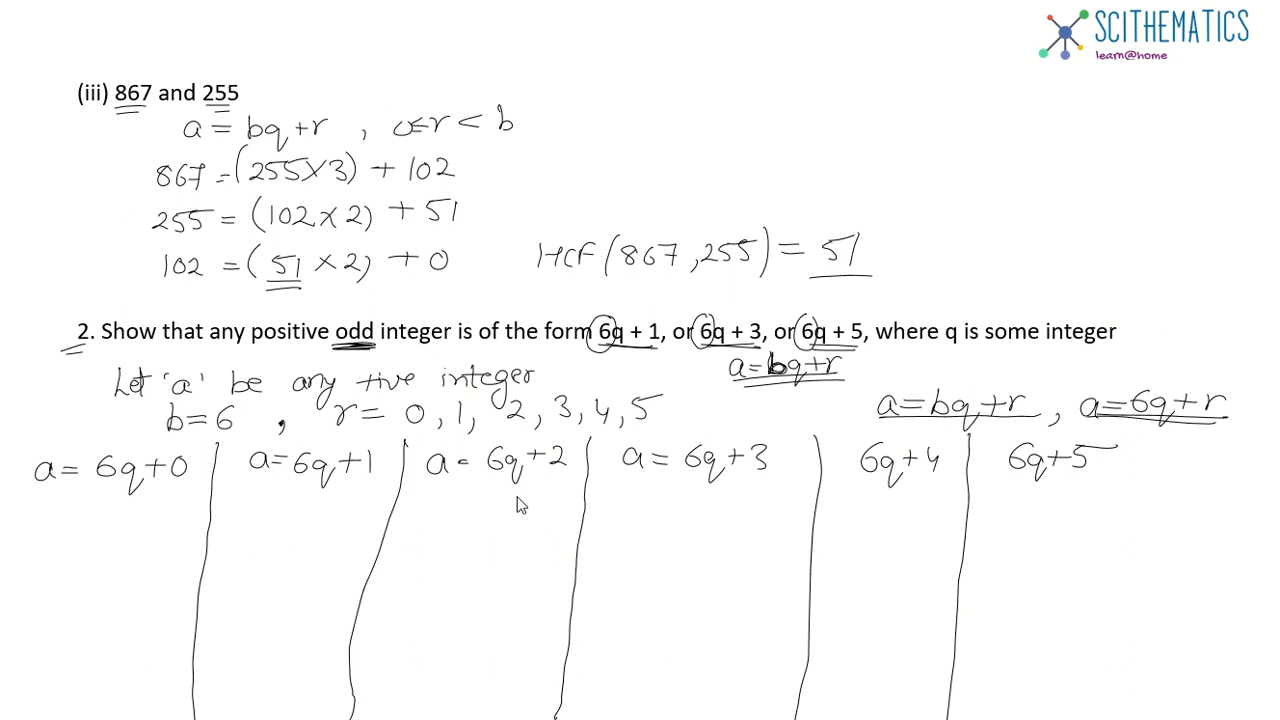 SCITHEMATICS
learn@home
(iii) 867 and 255
a = bq + r , 0 ≤ r < b
867 = (255 × 3) + 102
255 = (102 × 2) + 51
102 = (51 × 2) + 0
HCF (867, 255) = 51
2. Show that any positive odd integer is of the form 6q + 1, or 6q + 3, or 6q + 5, where q is some integer
a = bq + r
Let 'a' be any +ive integer
b = 6 , r = 0, 1, 2, 3, 4, 5
a = bq + r , a = 6q + r
a = 6q + 0 a = 6q + 1 a = 6q + 2 a = 6q + 3 6q + 4 6q + 5